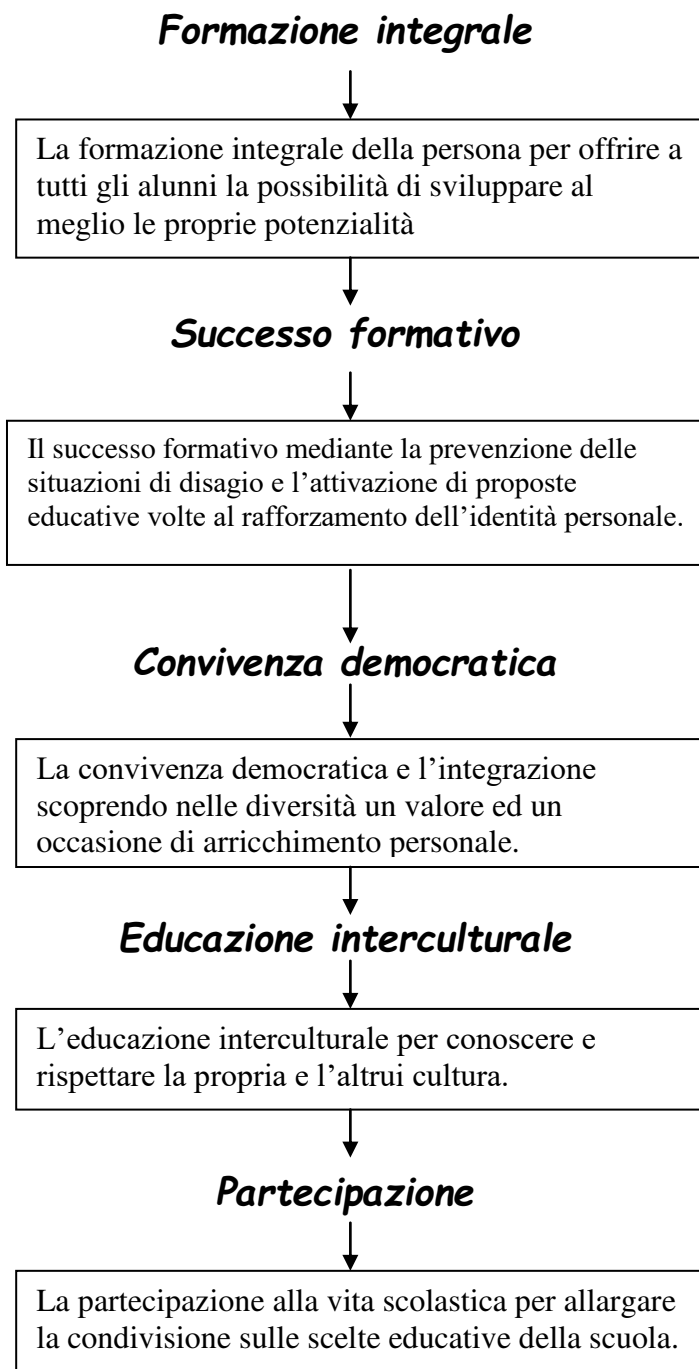 Formazione integrale
La formazione integrale della persona per offrire a
tutti gli alunni la possibilità di sviluppare al
meglio le proprie potenzialità
Successo formativo
Il successo formativo mediante la prevenzione delle
situazioni di disagio e l’attivazione di proposte
educative volte al rafforzamento dell’identità personale.
Convivenza democratica
La convivenza democratica e l’integrazione
scoprendo nelle diversità un valore ed un
occasione di arricchimento personale.
Educazione interculturale
L’educazione interculturale per conoscere e
rispettare la propria e l’altrui cultura.
Partecipazione
La partecipazione alla vita scolastica per allargare
la condivisione sulle scelte educative della scuola.